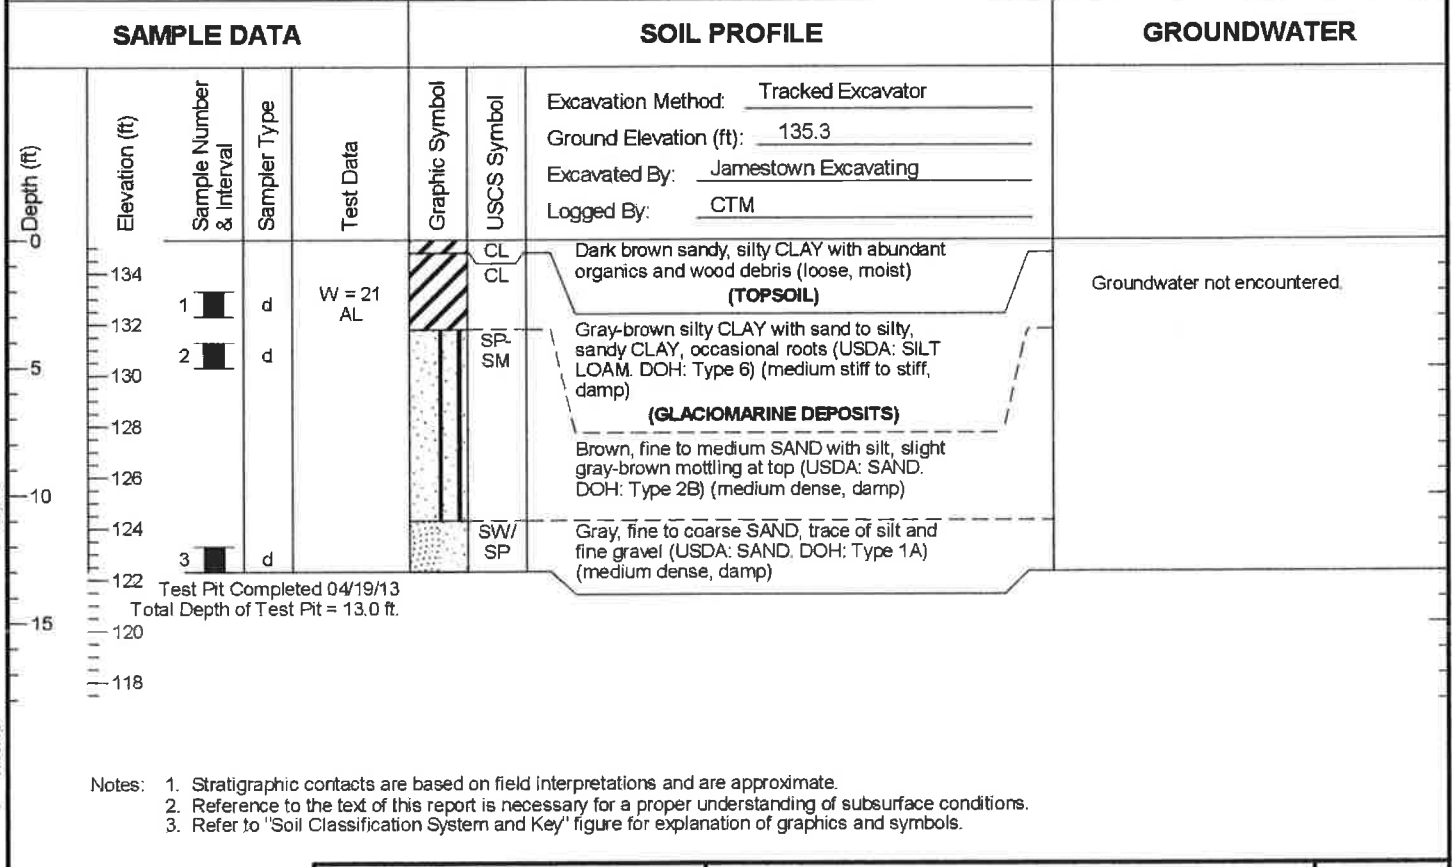 SAMPLE DATA
SOIL PROFILE
GROUNDWATER
Depth (ft)
Elevation (ft)
Sample Number
& Interval
Sampler Type
Test Data
Graphic Symbol
USCS Symbol
Excavation Method: Tracked Excavator
Ground Elevation (ft): 135.3
Excavated By: Jamestown Excavating
Logged By: CTM
0
5
10
15
134
132
130
128
126
124
122
120
118
1
d
W = 21
AL
2
d
3
d
CL
CL
SP-
SM
SW/
SP
Dark brown sandy, silty CLAY with abundant
organics and wood debris (loose, moist)
(TOPSOIL)
Gray-brown silty CLAY with sand to silty,
sandy CLAY, occasional roots (USDA: SILT
LOAM. DOH: Type 6) (medium stiff to stiff,
damp)
(GLACIOMARINE DEPOSITS)
Brown, fine to medium SAND with silt, slight
gray-brown mottling at top (USDA: SAND.
DOH: Type 2B) (medium dense, damp)
Gray, fine to coarse SAND, trace of silt and
fine gravel (USDA: SAND. DOH: Type 1A)
(medium dense, damp)
Groundwater not encountered.
Test Pit Completed 04/19/13
Total Depth of Test Pit = 13.0 ft.
Notes: 1. Stratigraphic contacts are based on field interpretations and are approximate.
2. Reference to the text of this report is necessary for a proper understanding of subsurface conditions.
3. Refer to "Soil Classification System and Key" figure for explanation of graphics and symbols.